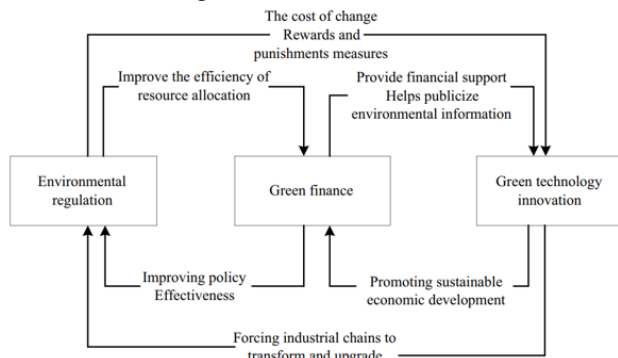 The cost of change
Rewards and
punishments measures
Improve the efficiency of
resource allocation
Provide financial support
Helps publicize
environmental information
Environmental
regulation
Green finance
Green technology
innovation
Improving policy
Effectiveness
Promoting sustainable
economic development
Forcing industrial chains to
transform and upgrade